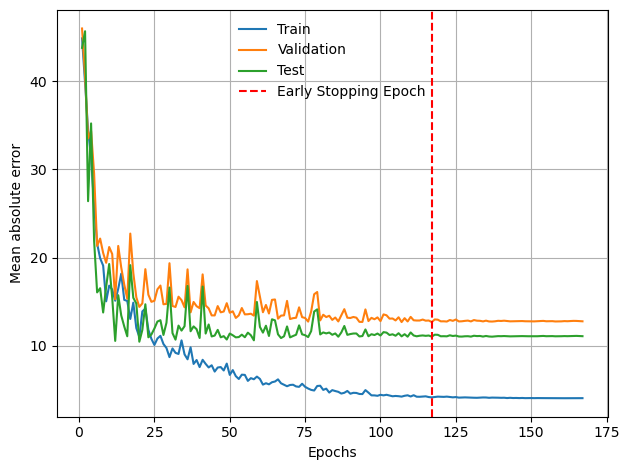 Train
Validation
Test
Early Stopping Epoch
Mean absolute error
40
30
20
10
0
25
50
75
100
125
150
175
Epochs